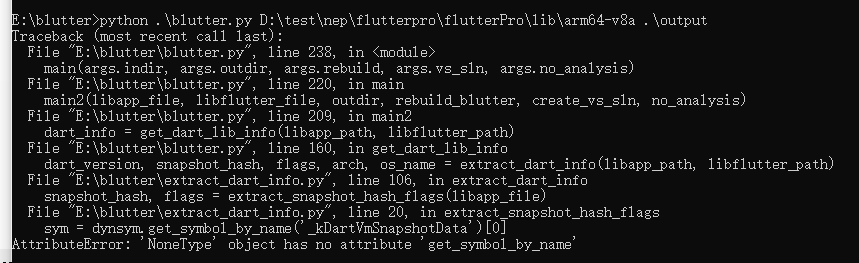 E:\blutter>python .\blutter.py D:\test\nep\flutterpro\flutterPro\lib\arm64-v8a .\output
Traceback (most recent call last):
  File "E:\blutter\blutter.py", line 238, in <module>
    main(args.indir, args.outdir, args.rebuild, args.vs_sln, args.no_analysis)
  File "E:\blutter\blutter.py", line 220, in main
    main2(libapp_file, libflutter_file, outdir, rebuild_blutter, create_vs_sln, no_analysis)
  File "E:\blutter\blutter.py", line 209, in main2
    dart_info = get_dart_lib_info(libapp_path, libflutter_path)
  File "E:\blutter\blutter.py", line 160, in get_dart_lib_info
    dart_version, snapshot_hash, flags, arch, os_name = extract_dart_info(libapp_path, libflutter_path)
  File "E:\blutter\extract_dart_info.py", line 106, in extract_dart_info
    snapshot_hash, flags = extract_snapshot_hash_flags(libapp_file)
  File "E:\blutter\extract_dart_info.py", line 20, in extract_snapshot_hash_flags
    sym = dynsym.get_symbol_by_name('_kDartVmSnapshotData')[0]
AttributeError: 'NoneType' object has no attribute 'get_symbol_by_name'